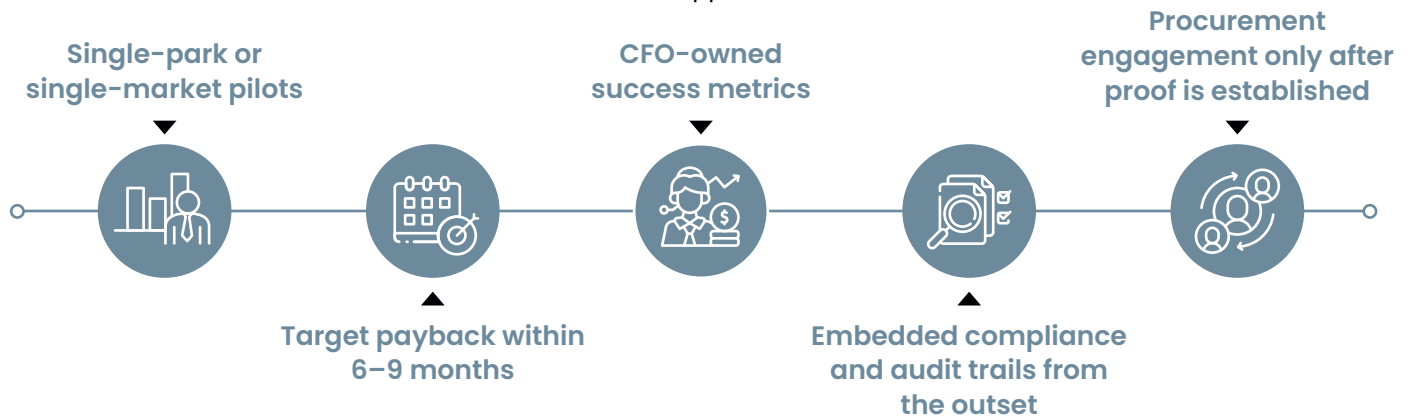 Single-park or
single-market pilots
Target payback within
6–9 months
CFO-owned
success metrics
$
Embedded compliance
and audit trails from
the outset
Procurement
engagement only after
proof is established